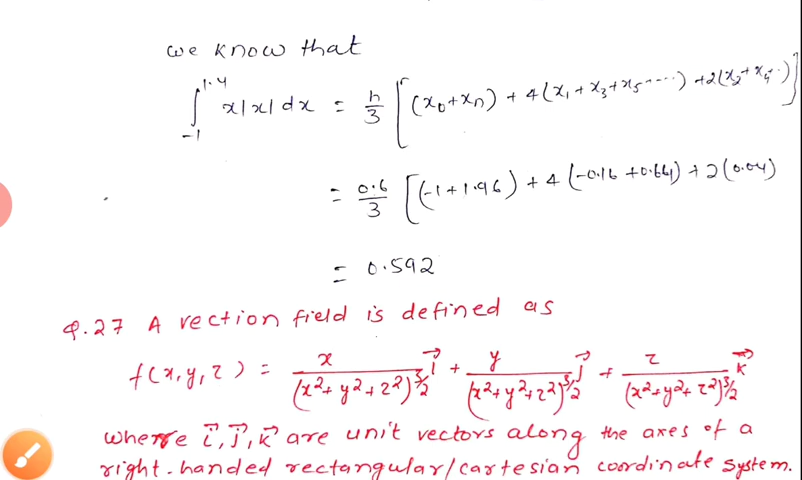 we know that
∫₋₁^1.4 x|x| dx = h/3 [(x₀+xₙ) + 4(x₁+x₃+x₅----) +2(x₂+x₄..)]
= 0.6/3 [(-1+1.96) + 4(-0.16+0.64) + 2(0.04)
= 0.592
Q.27 A vection field is defined as
f(x,y,z) = x/(x²+y²+z²)^3/2 i⃗ + y/(x²+y²+z²)^3/2 j⃗ + z/(x²+y²+z²)^3/2 k⃗
where i⃗, j⃗, k⃗ are unit vectors along the axes of a
right-handed rectangular/cartesian coordinate system.